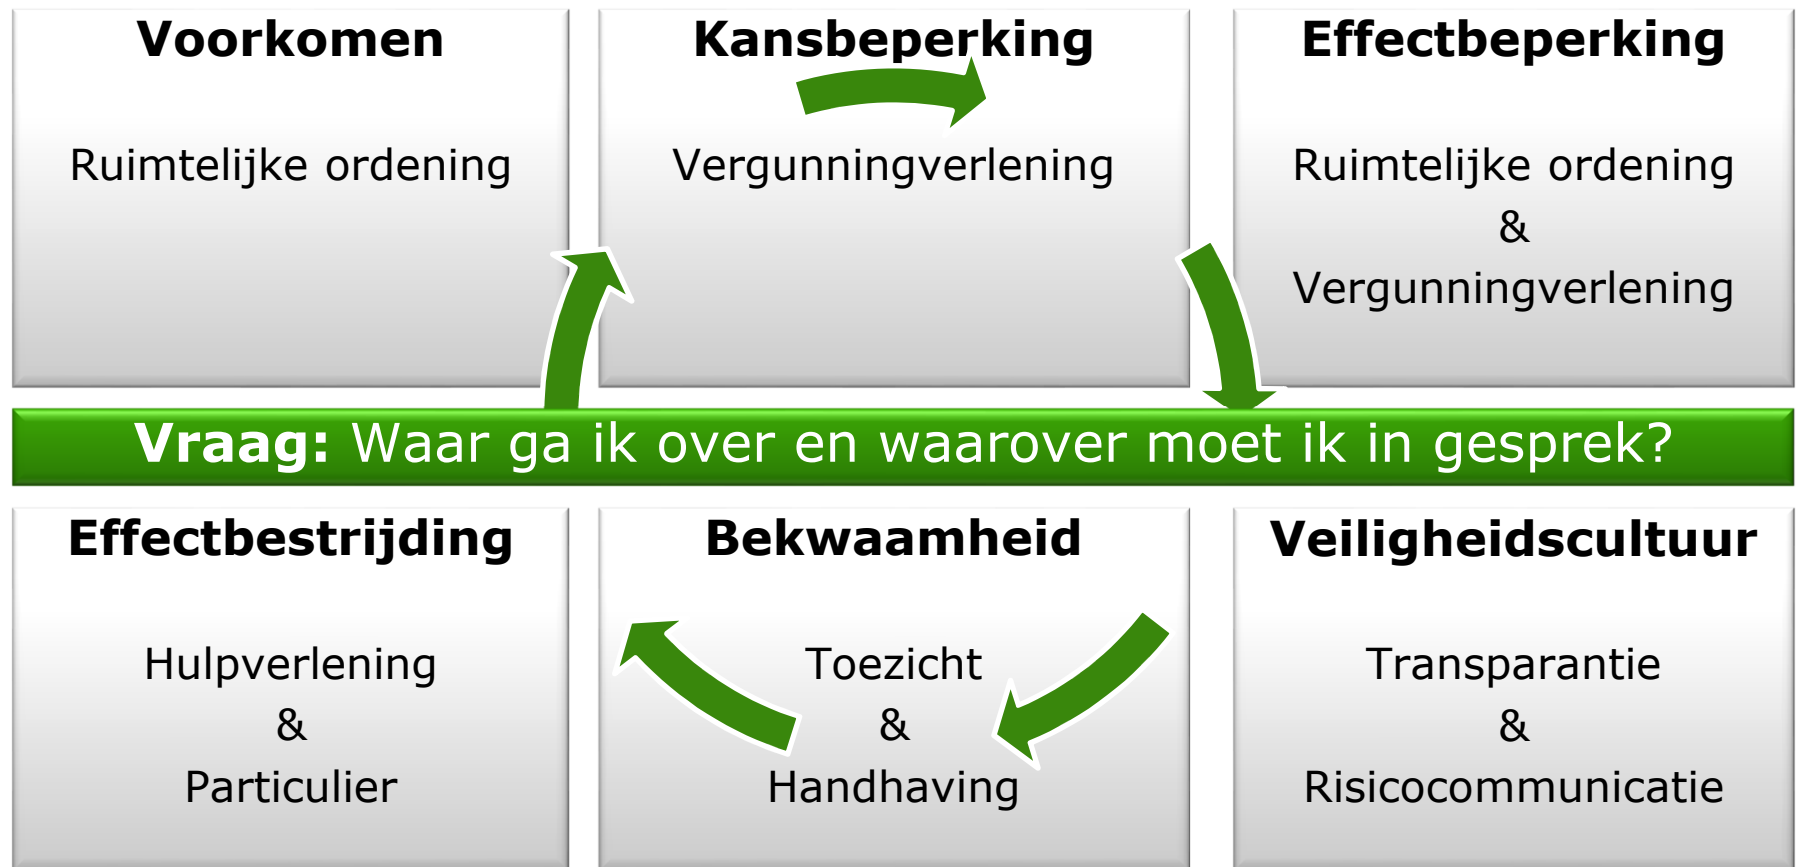 Voorkomen
Ruimtelijke ordening
Kansbeperking
Vergunningverlening
Effectbeperking
Ruimtelijke ordening
&
Vergunningverlening
Vraag: Waar ga ik over en waarover moet ik in gesprek?
Effectbestrijding
Hulpverlening
&
Particulier
Bekwaamheid
Toezicht
&
Handhaving
Veiligheidscultuur
Transparantie
&
Risicocommunicatie